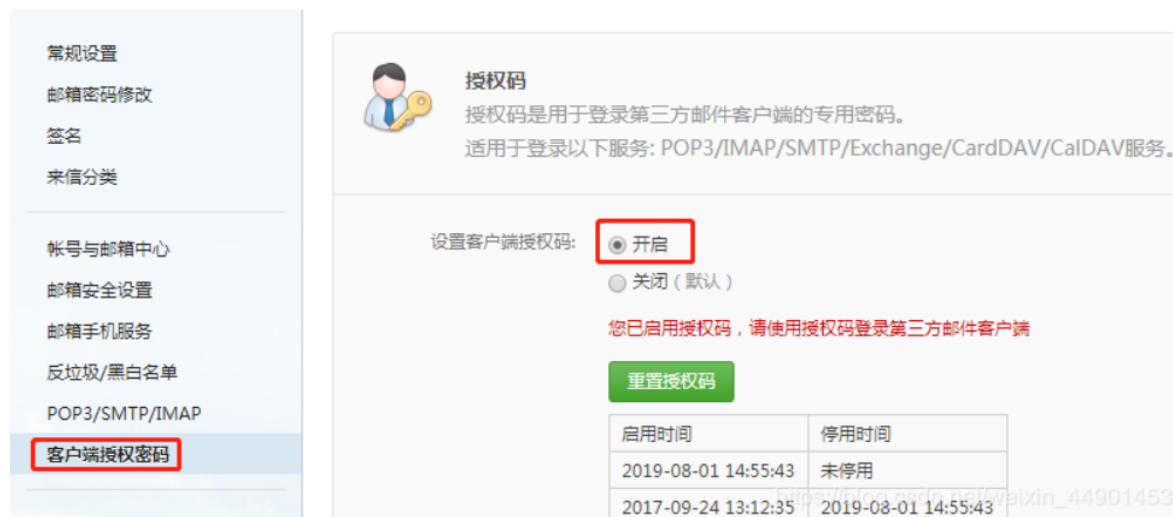 常规设置
邮箱密码修改
签名
来信分类
帐号与邮箱中心
邮箱安全设置
邮箱手机服务
反垃圾/黑白名单
POP3/SMTP/IMAP
客户端授权密码
授权码
授权码是用于登录第三方邮件客户端的专用密码。
适用于登录以下服务: POP3/IMAP/SMTP/Exchange/CardDAV/CalDAV服务。
设置客户端授权码: 开启
关闭（默认）
您已启用授权码，请使用授权码登录第三方邮件客户端
重置授权码
启用时间 停用时间
2019-08-01 14:55:43 未停用
2017-09-24 13:12:35 2019-08-01 14:55:43
https://blog.csdn.net/weixin_44901453